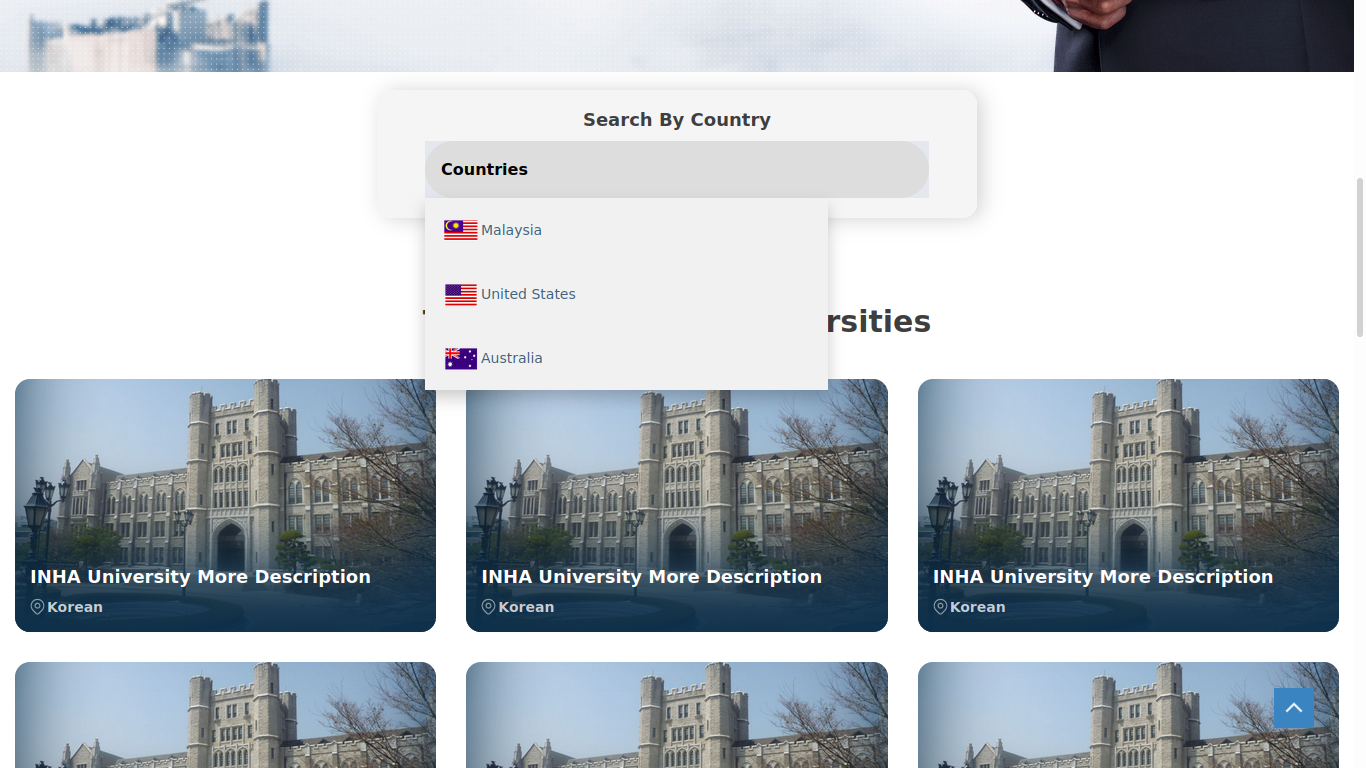 Search By Country
Countries
Malaysia
United States
Australia
rsities
INHA University More Description
Korean
INHA University More Description
Korean
INHA University More Description
Korean